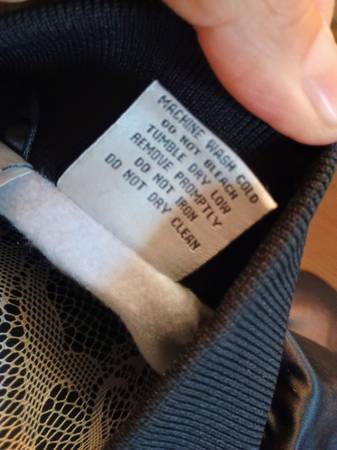 MACHINE WASH COLD
DO NOT BLEACH
TUMBLE DRY LOW
REMOVE PROMPTLY
DO NOT IRON
DO NOT DRY CLEAN